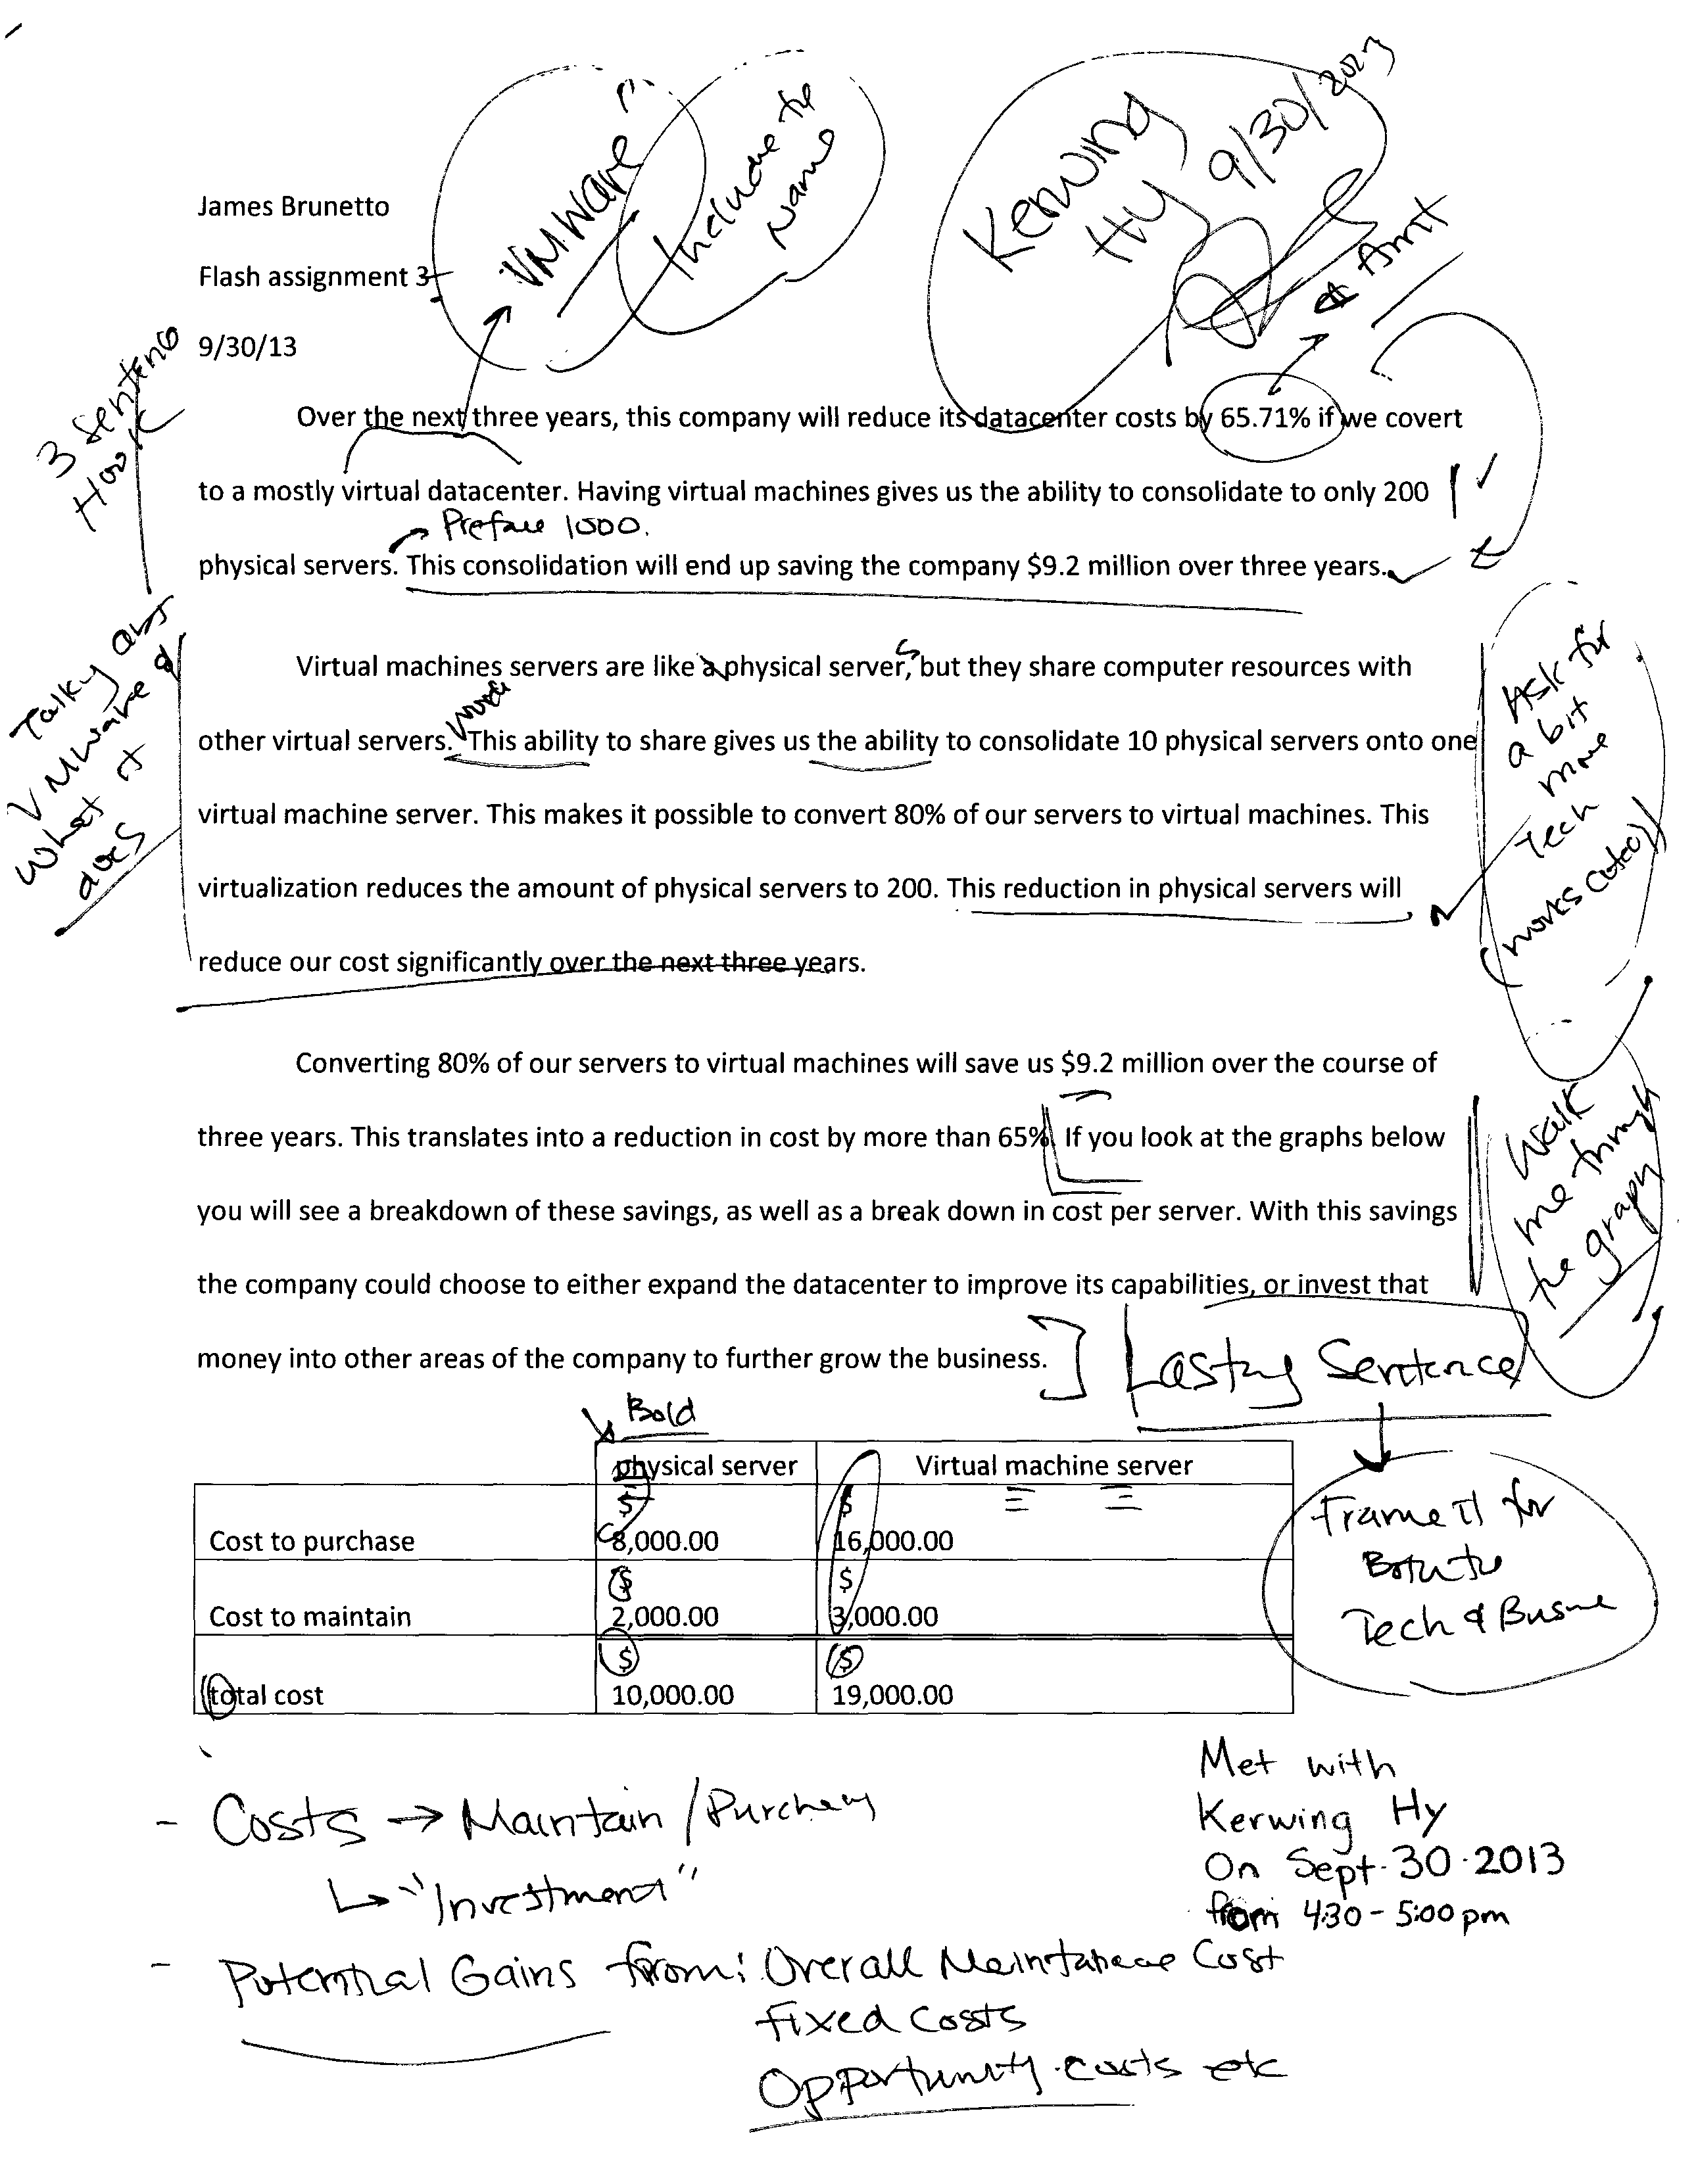 "VMWare"
Include the
Name
Kerwing
Hy 9/30/2013
James Brunetto
Flash assignment 3
9/30/13
$ Amt
3 sentence
Hook
Over the next three years, this company will reduce its datacenter costs by 65.71% if we covert
to a mostly virtual datacenter. Having virtual machines gives us the ability to consolidate to only 200
Preface 1000.
physical servers. This consolidation will end up saving the company $9.2 million over three years.
Talky abt
VMWare &
What it
does
Virtual machines servers are like a physical server, but they share computer resources with
s
more
other virtual servers. This ability to share gives us the ability to consolidate 10 physical servers onto one
virtual machine server. This makes it possible to convert 80% of our servers to virtual machines. This
virtualization reduces the amount of physical servers to 200. This reduction in physical servers will
reduce our cost significantly over the next three years.
Ask for
a bit
more
Tech
Converting 80% of our servers to virtual machines will save us $9.2 million over the course of
three years. This translates into a reduction in cost by more than 65%. If you look at the graphs below
you will see a breakdown of these savings, as well as a break down in cost per server. With this savings
the company could choose to either expand the datacenter to improve its capabilities, or invest that
money into other areas of the company to further grow the business.
Walk
me through
the graph
Lasting Sentence
Bold
physical server Virtual machine server
$ $
Cost to purchase 8,000.00 16,000.00
$ $
Cost to maintain 2,000.00 3,000.00
$ $
total cost 10,000.00 19,000.00
Frame it for
Both the
Tech & Busine
Met with
Kerwing Hy
On Sept. 30. 2013
from 4:30 - 5:00 pm
- Costs → Maintain / Purchasy
↳ "Investment"
- Potential Gains from: Overall Maintanece Cost
Fixed Costs
Opportunity costs etc